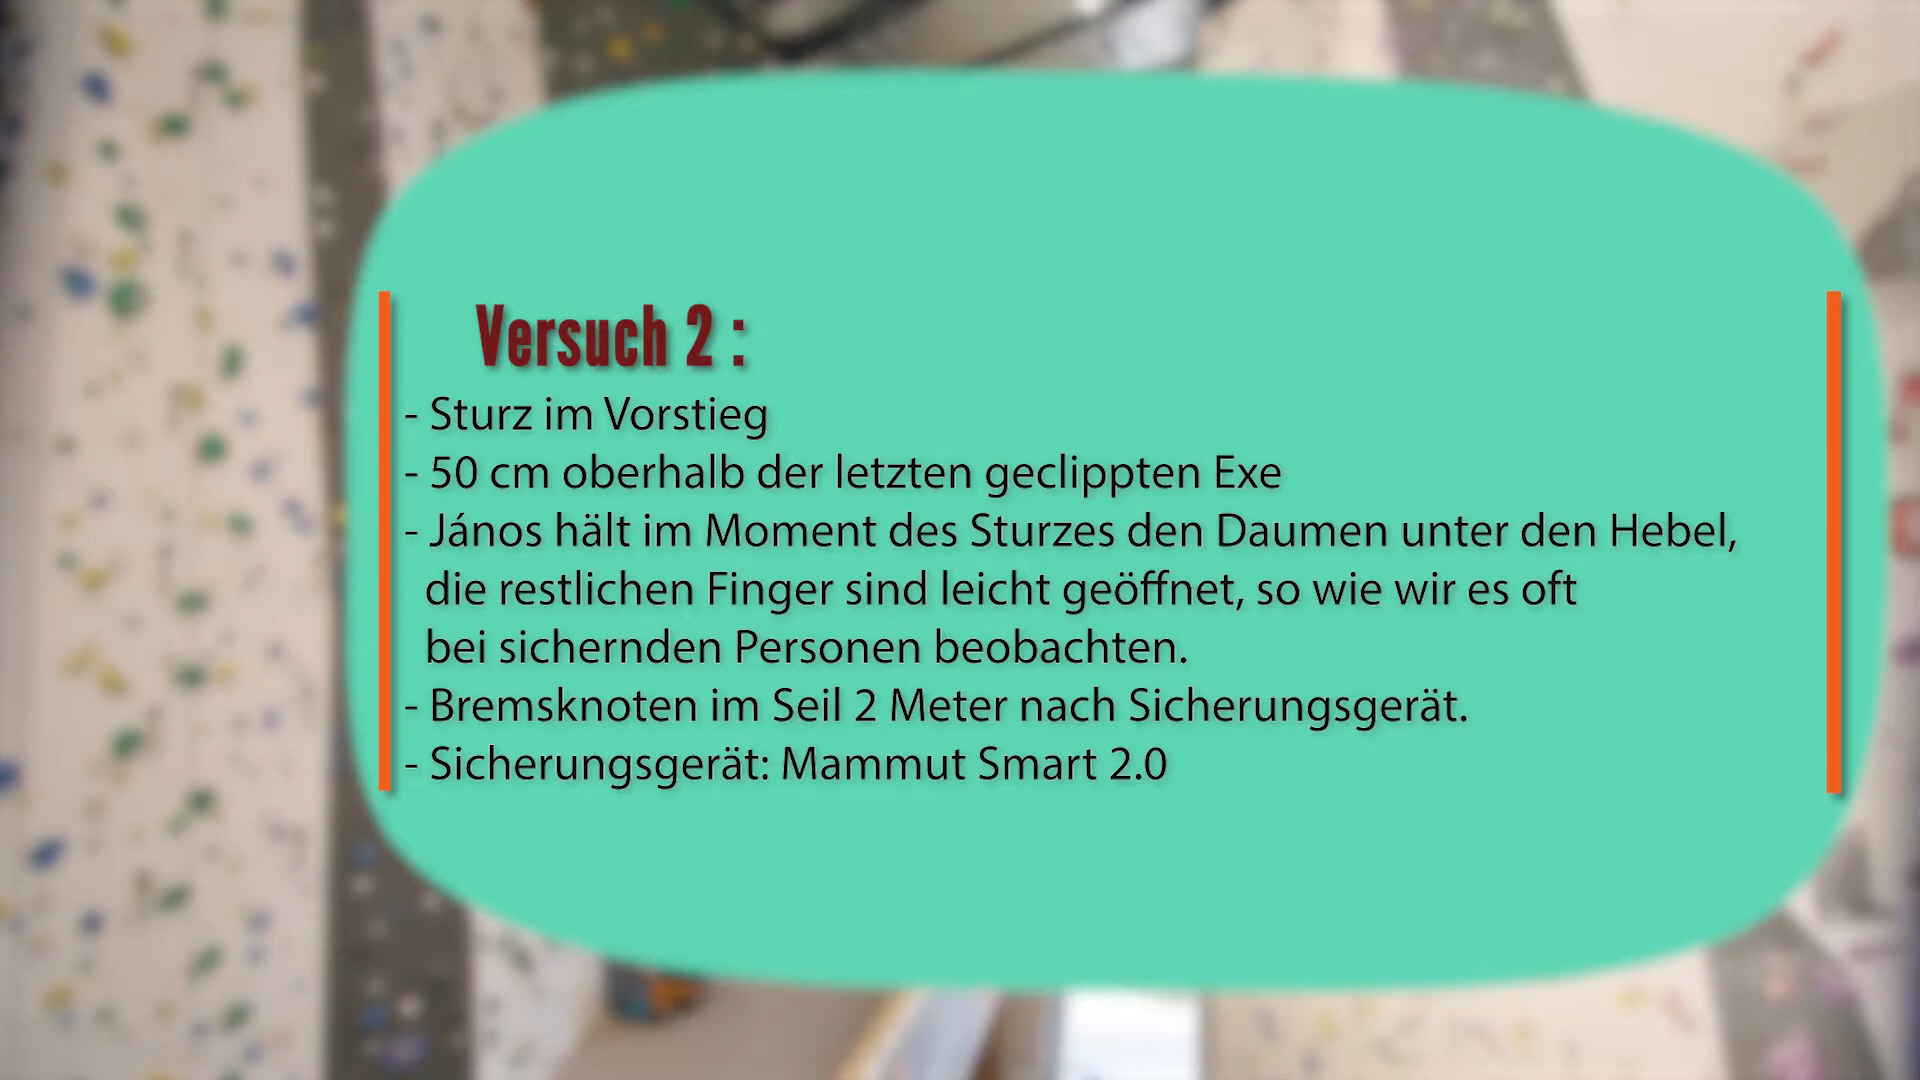 Versuch 2 :
- Sturz im Vorstieg
- 50 cm oberhalb der letzten geclippten Exe
- János hält im Moment des Sturzes den Daumen unter den Hebel,
die restlichen Finger sind leicht geöffnet, so wie wir es oft
bei sichernden Personen beobachten.
- Bremsknoten im Seil 2 Meter nach Sicherungsgerät.
- Sicherungsgerät: Mammut Smart 2.0